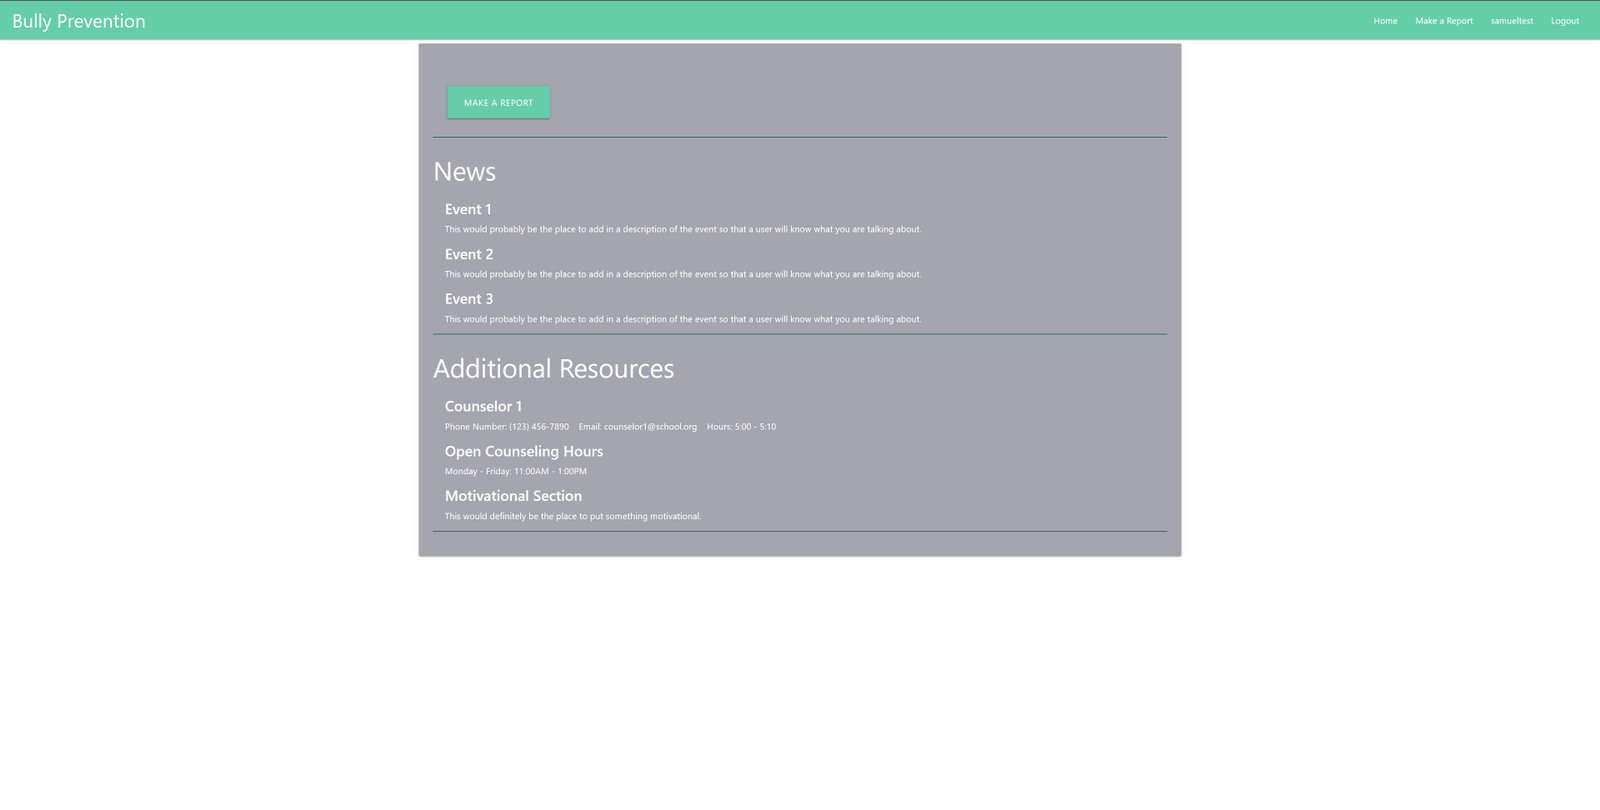 Bully Prevention
Home Make a Report samueltest Logout
MAKE A REPORT
News
Event 1
This would probably be the place to add in a description of the event so that a user will know what you are talking about.
Event 2
This would probably be the place to add in a description of the event so that a user will know what you are talking about.
Event 3
This would probably be the place to add in a description of the event so that a user will know what you are talking about.
Additional Resources
Counselor 1
Phone Number: (123) 456-7890 Email: counselor1@school.org Hours: 5:00 - 5:10
Open Counseling Hours
Monday - Friday: 11:00AM - 1:00PM
Motivational Section
This would definitely be the place to put something motivational.